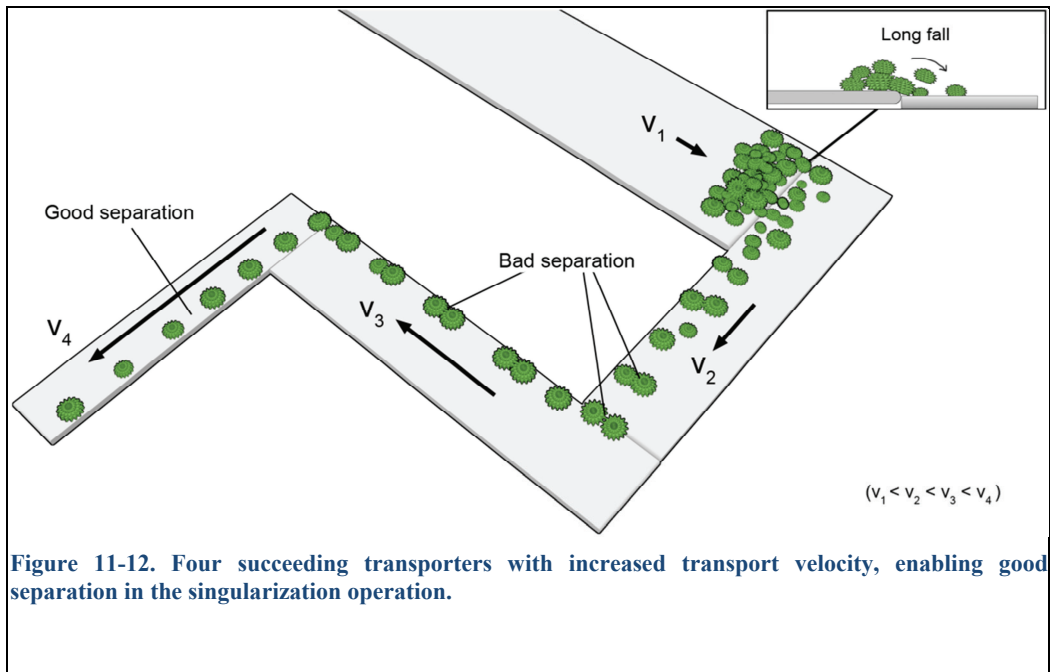 Long fall
V1
Good separation
Bad separation
V3
V4
V2
(v1 < v2 < v3 < v4 )
Figure 11-12. Four succeeding transporters with increased transport velocity, enabling good
separation in the singularization operation.